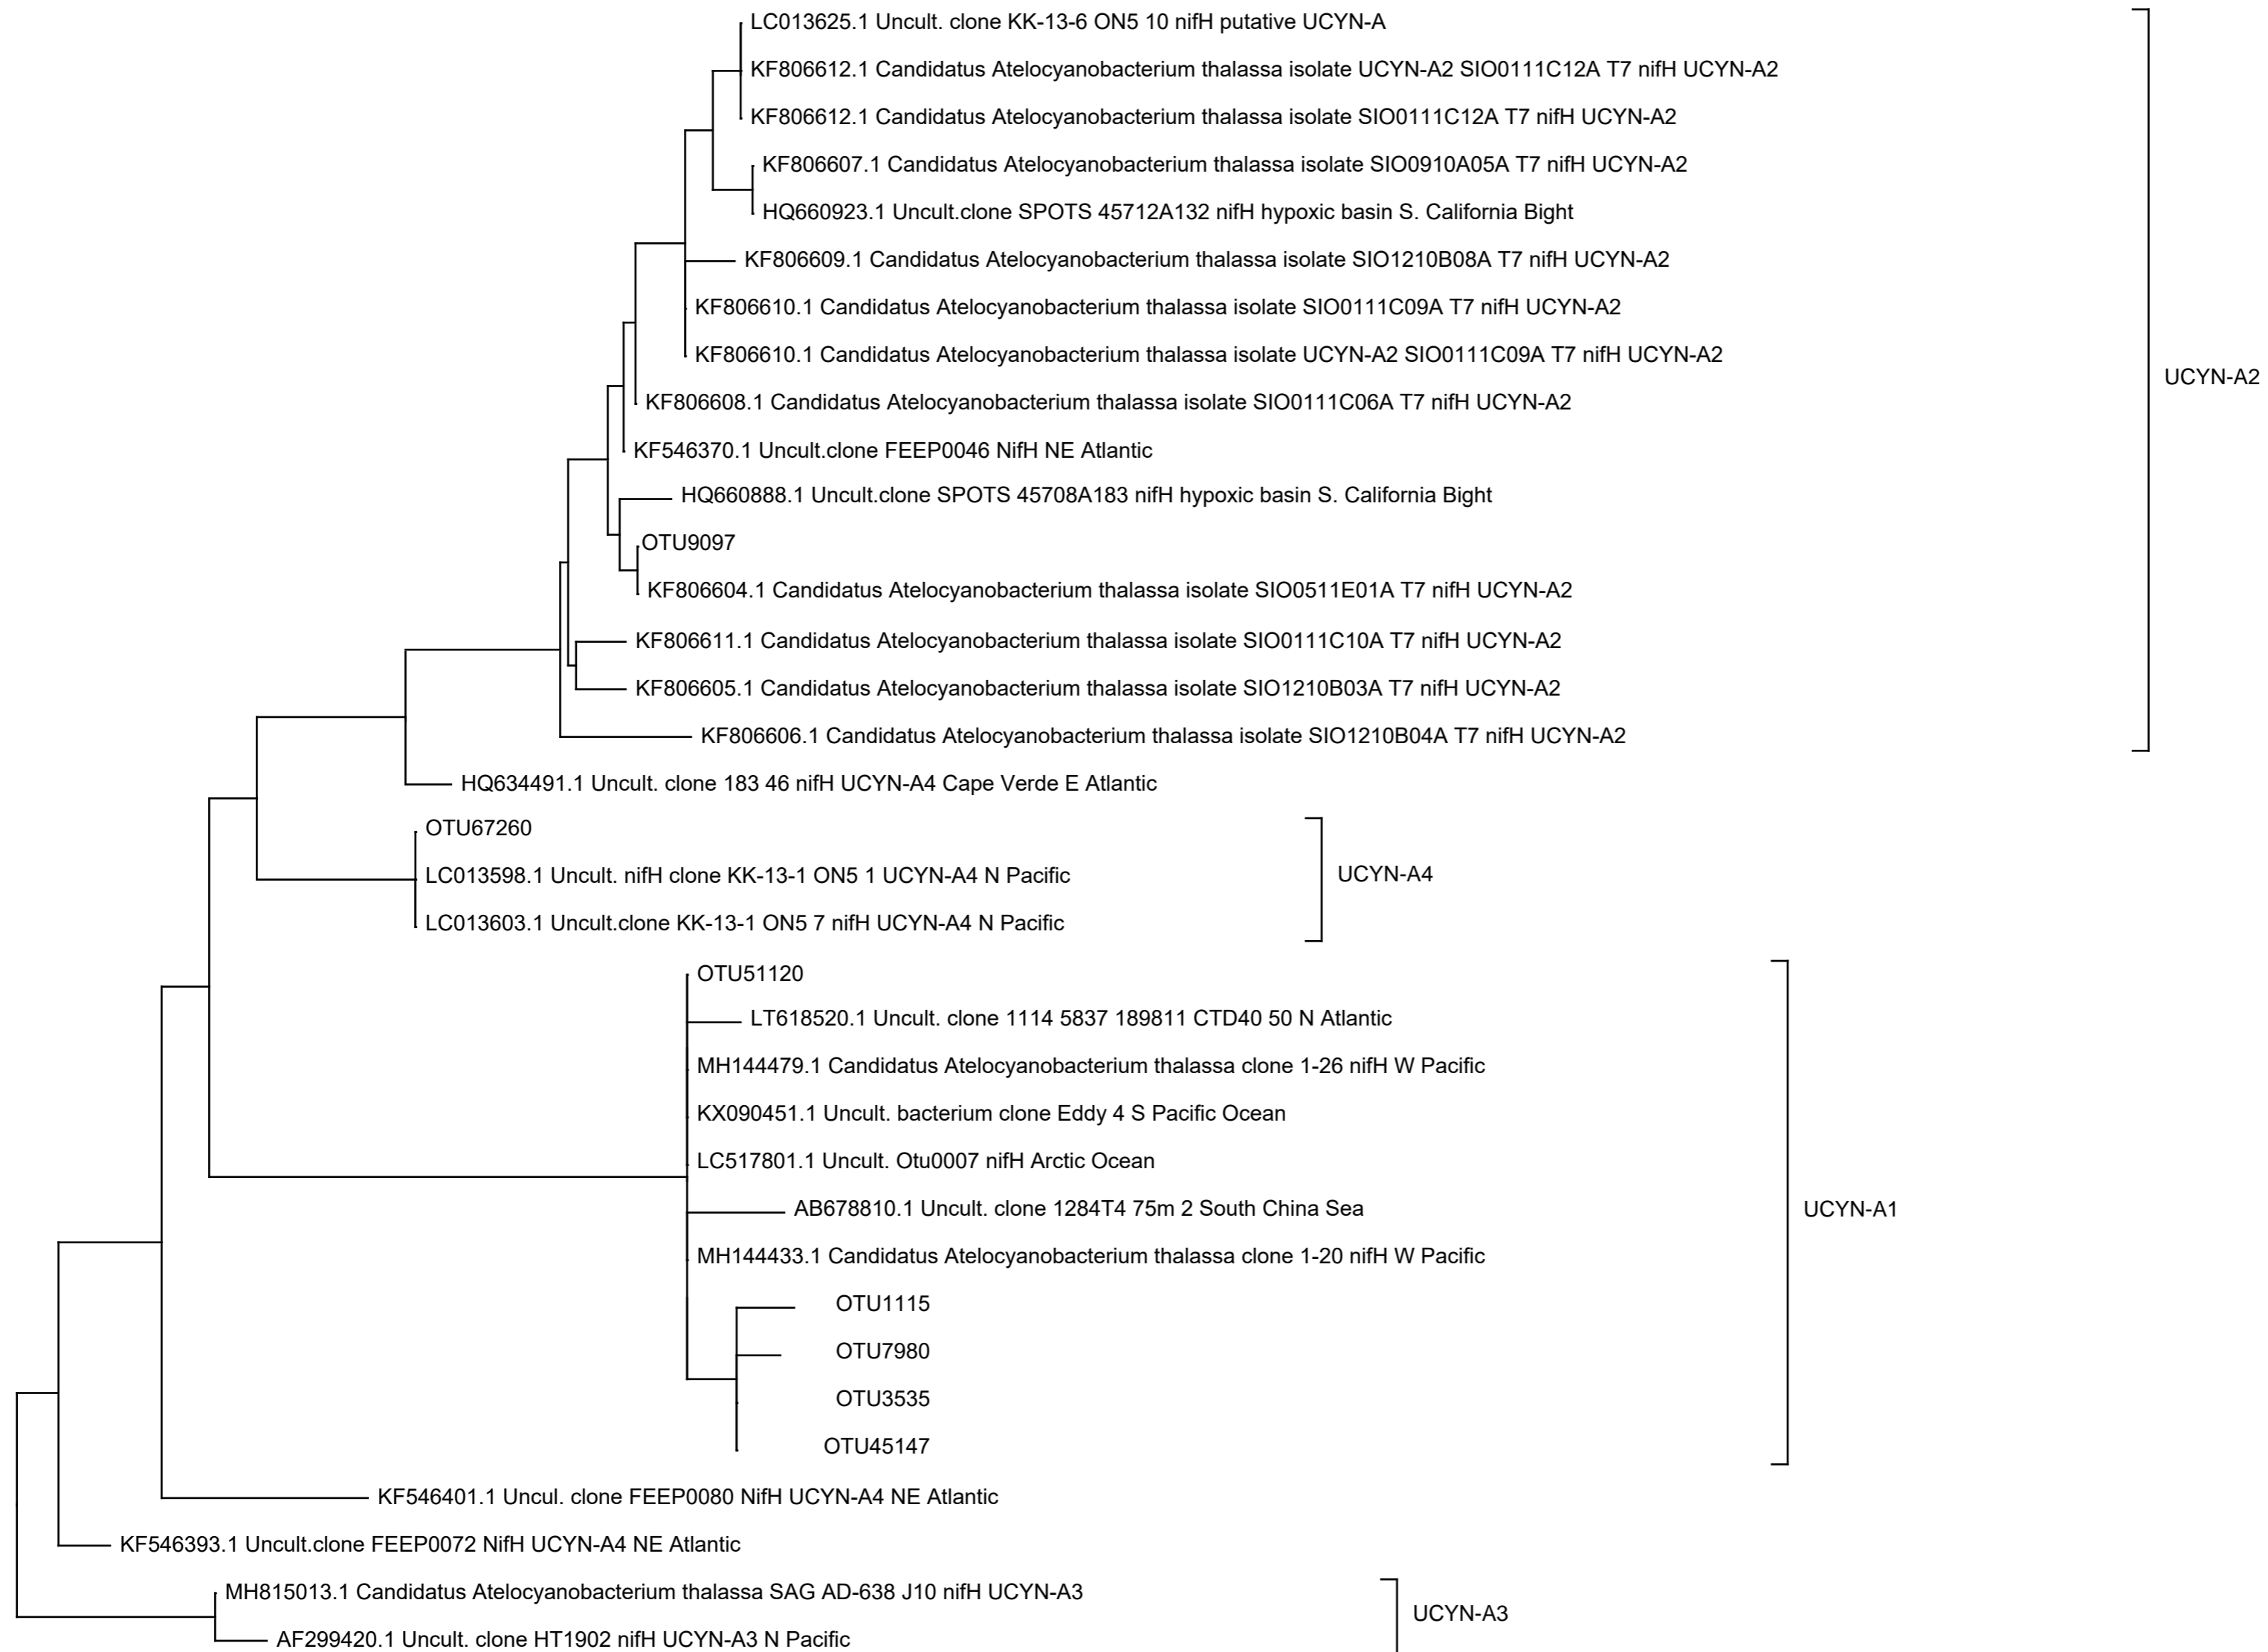 LC013625.1 Uncult. clone KK-13-6 ON5 10 nifH putative UCYN-A
KF806612.1 Candidatus Atelocyanobacterium thalassa isolate UCYN-A2 SIO0111C12A T7 nifH UCYN-A2
KF806612.1 Candidatus Atelocyanobacterium thalassa isolate SIO0111C12A T7 nifH UCYN-A2
KF806607.1 Candidatus Atelocyanobacterium thalassa isolate SIO0910A05A T7 nifH UCYN-A2
HQ660923.1 Uncult.clone SPOTS 45712A132 nifH hypoxic basin S. California Bight
KF806609.1 Candidatus Atelocyanobacterium thalassa isolate SIO1210B08A T7 nifH UCYN-A2
KF806610.1 Candidatus Atelocyanobacterium thalassa isolate SIO0111C09A T7 nifH UCYN-A2
KF806610.1 Candidatus Atelocyanobacterium thalassa isolate UCYN-A2 SIO0111C09A T7 nifH UCYN-A2
UCYN-A2
KF806608.1 Candidatus Atelocyanobacterium thalassa isolate SIO0111C06A T7 nifH UCYN-A2
KF546370.1 Uncult.clone FEEP0046 NifH NE Atlantic
HQ660888.1 Uncult.clone SPOTS 45708A183 nifH hypoxic basin S. California Bight
OTU9097
KF806604.1 Candidatus Atelocyanobacterium thalassa isolate SIO0511E01A T7 nifH UCYN-A2
KF806611.1 Candidatus Atelocyanobacterium thalassa isolate SIO0111C10A T7 nifH UCYN-A2
KF806605.1 Candidatus Atelocyanobacterium thalassa isolate SIO1210B03A T7 nifH UCYN-A2
KF806606.1 Candidatus Atelocyanobacterium thalassa isolate SIO1210B04A T7 nifH UCYN-A2
HQ634491.1 Uncult. clone 183 46 nifH UCYN-A4 Cape Verde E Atlantic
OTU67260
LC013598.1 Uncult. nifH clone KK-13-1 ON5 1 UCYN-A4 N Pacific
UCYN-A4
LC013603.1 Uncult.clone KK-13-1 ON5 7 nifH UCYN-A4 N Pacific
OTU51120
LT618520.1 Uncult. clone 1114 5837 189811 CTD40 50 N Atlantic
MH144479.1 Candidatus Atelocyanobacterium thalassa clone 1-26 nifH W Pacific
KX090451.1 Uncult. bacterium clone Eddy 4 S Pacific Ocean
LC517801.1 Uncult. Otu0007 nifH Arctic Ocean
AB678810.1 Uncult. clone 1284T4 75m 2 South China Sea
UCYN-A1
MH144433.1 Candidatus Atelocyanobacterium thalassa clone 1-20 nifH W Pacific
OTU1115
OTU7980
OTU3535
OTU45147
KF546401.1 Uncul. clone FEEP0080 NifH UCYN-A4 NE Atlantic
KF546393.1 Uncult.clone FEEP0072 NifH UCYN-A4 NE Atlantic
MH815013.1 Candidatus Atelocyanobacterium thalassa SAG AD-638 J10 nifH UCYN-A3
UCYN-A3
AF299420.1 Uncult. clone HT1902 nifH UCYN-A3 N Pacific